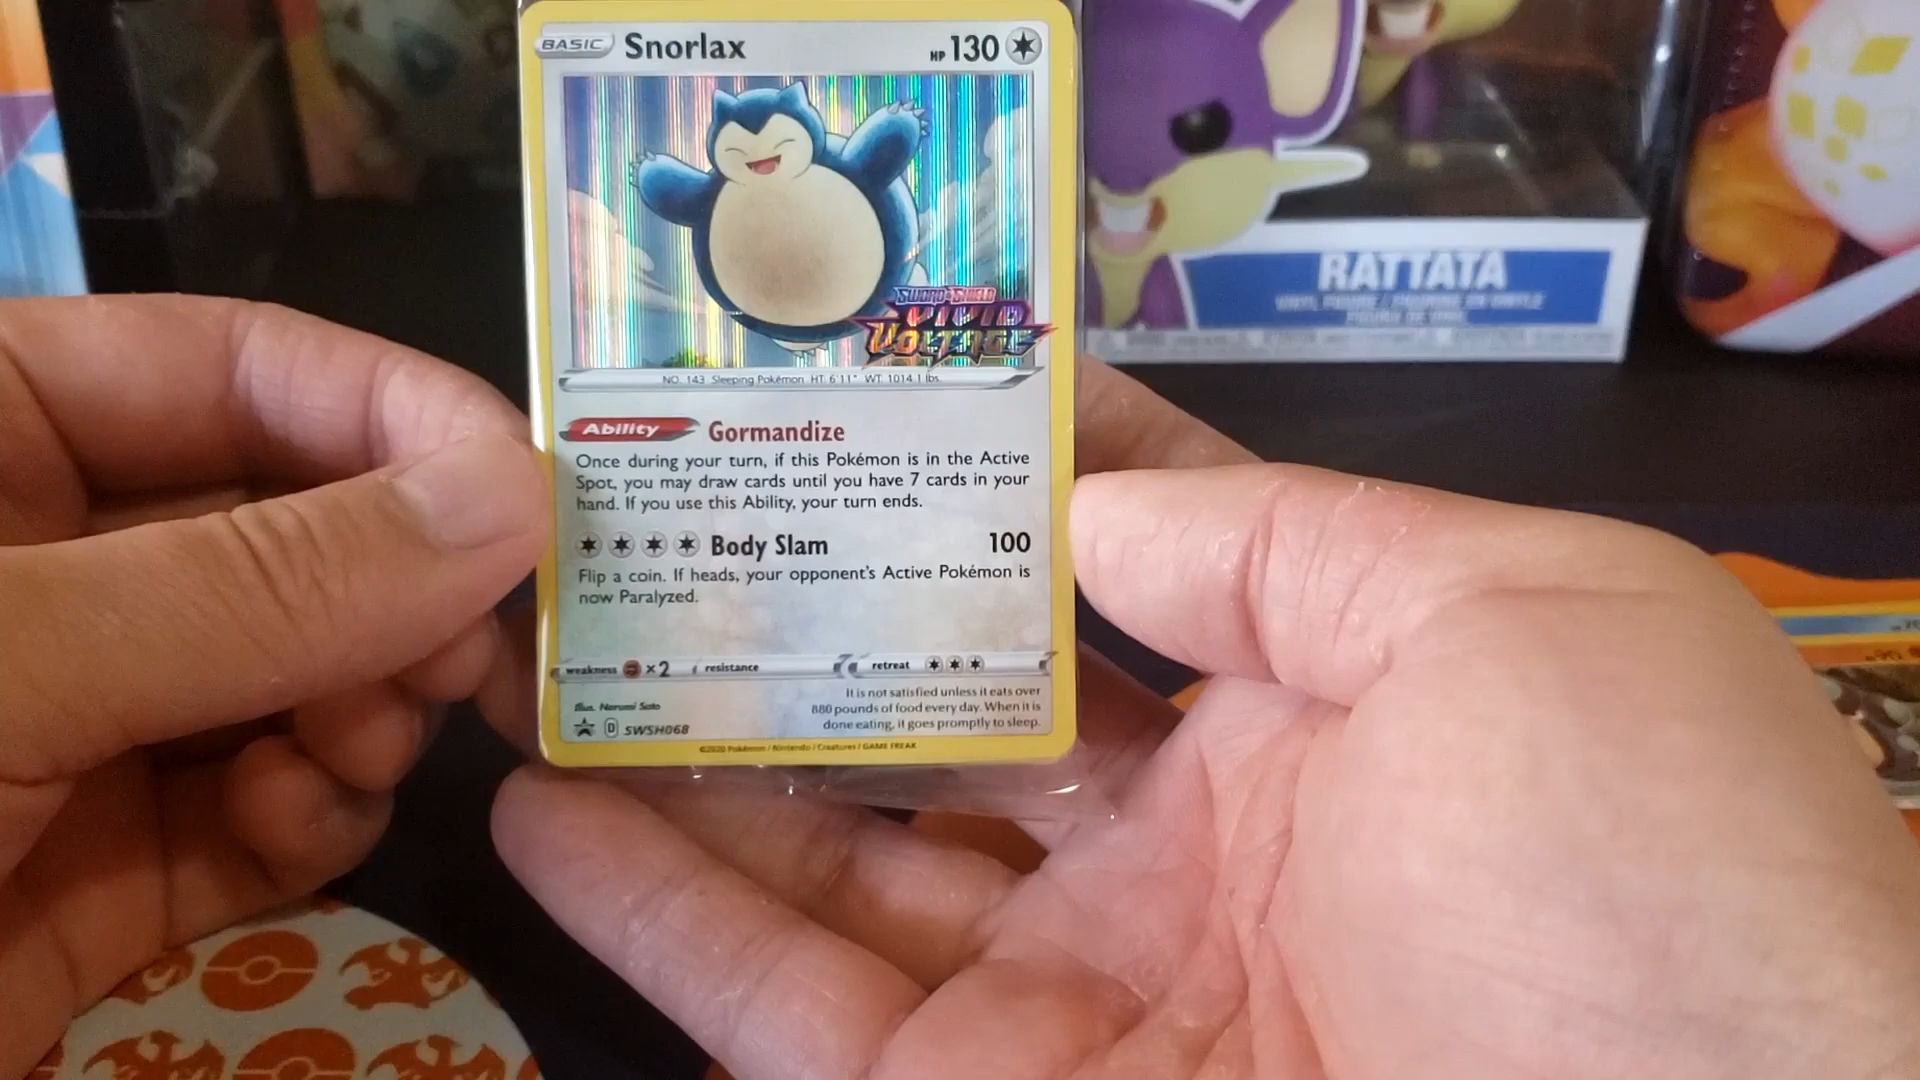 BASIC Snorlax HP 130
SWORD & SHIELD
VIVID
VOLTAGE
NO. 143 Sleeping Pokémon HT. 6'11" WT. 1014.1 lbs.
Ability Gormandize
Once during your turn, if this Pokémon is in the Active
Spot, you may draw cards until you have 7 cards in your
hand. If you use this Ability, your turn ends.
Body Slam 100
Flip a coin. If heads, your opponent's Active Pokémon is
now Paralyzed.
weakness ×2 resistance retreat
It is not satisfied unless it eats over
880 pounds of food every day. When it is
done eating, it goes promptly to sleep.
Illus. Narumi Sato
D SWSH068
©2020 Pokémon / Nintendo / Creatures / GAME FREAK
RATTATA